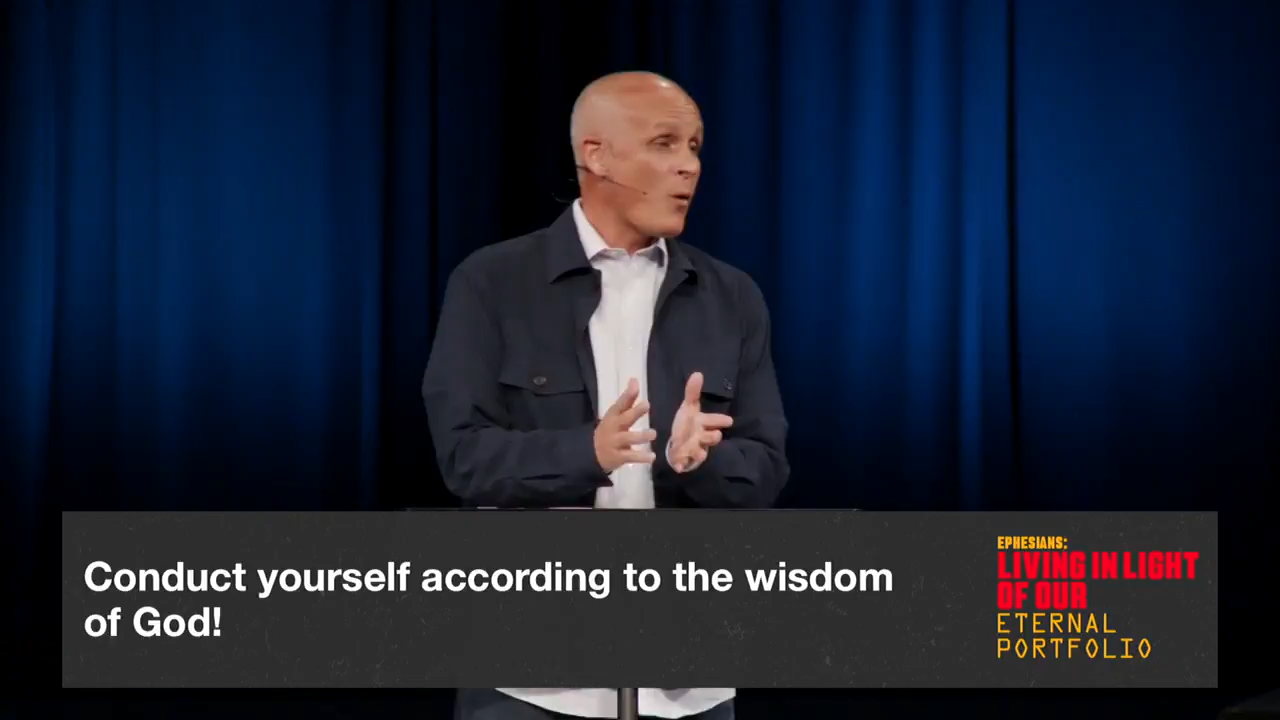 Conduct yourself according to the wisdom
of God!
EPHESIANS:
LIVING IN LIGHT
OF OUR
ETERNAL
PORTFOLIO